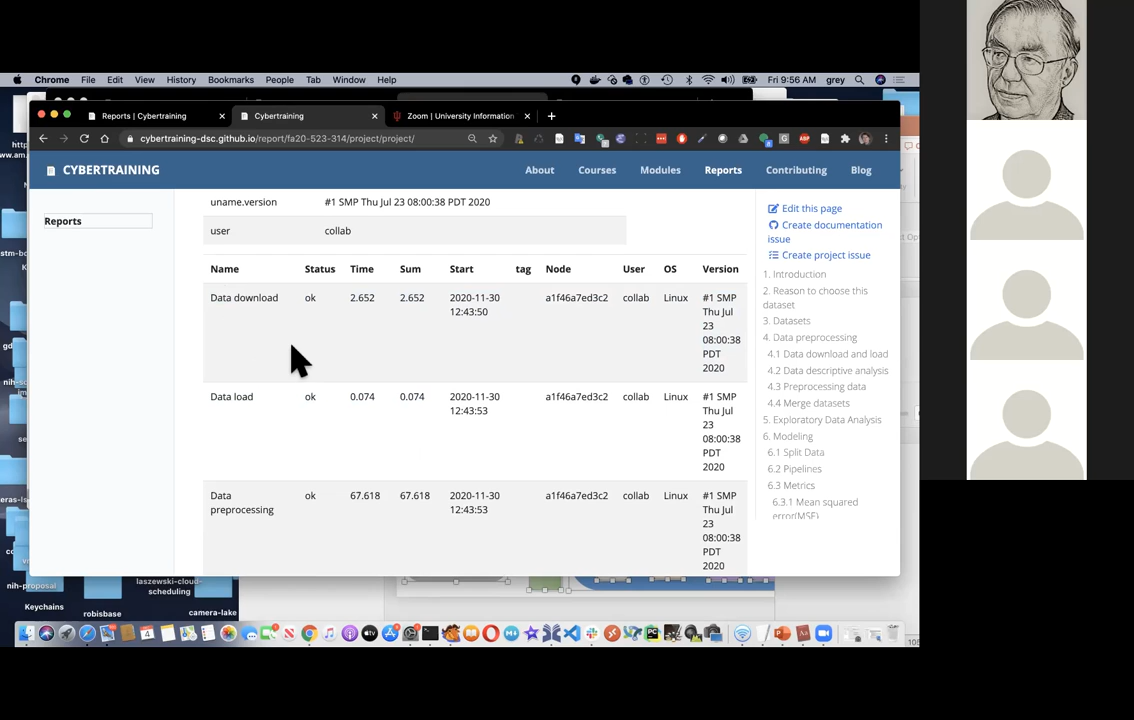 Chrome File Edit View History Bookmarks People Tab Window Help Fri 9:56 AM grey
Reports | Cybertraining
Cybertraining
Zoom | University Information
cybertraining-dsc.github.io/report/fa20-523-314/project/project/
CYBERTRAINING
About Courses Modules Reports Contributing Blog
Reports
uname.version #1 SMP Thu Jul 23 08:00:38 PDT 2020
user collab
Name Status Time Sum Start tag Node User OS Version
Data download ok 2.652 2.652 2020-11-30 a1f46a7ed3c2 collab Linux #1 SMP
12:43:50 Thu Jul
23
08:00:38
PDT
2020
Data load ok 0.074 0.074 2020-11-30 a1f46a7ed3c2 collab Linux #1 SMP
12:43:53 Thu Jul
23
08:00:38
PDT
2020
Data ok 67.618 67.618 2020-11-30 a1f46a7ed3c2 collab Linux #1 SMP
preprocessing 12:43:53 Thu Jul
23
08:00:38
PDT
2020
Edit this page
Create documentation
issue
Create project issue
1. Introduction
2. Reason to choose this
dataset
3. Datasets
4. Data preprocessing
4.1 Data download and load
4.2 Data descriptive analysis
4.3 Preprocessing data
4.4 Merge datasets
5. Exploratory Data Analysis
6. Modeling
6.1 Split Data
6.2 Pipelines
6.3 Metrics
6.3.1 Mean squared
error(MSE)
nih-proposal
laszewski-cloud-
scheduling
Keychains
robisbase
camera-lake